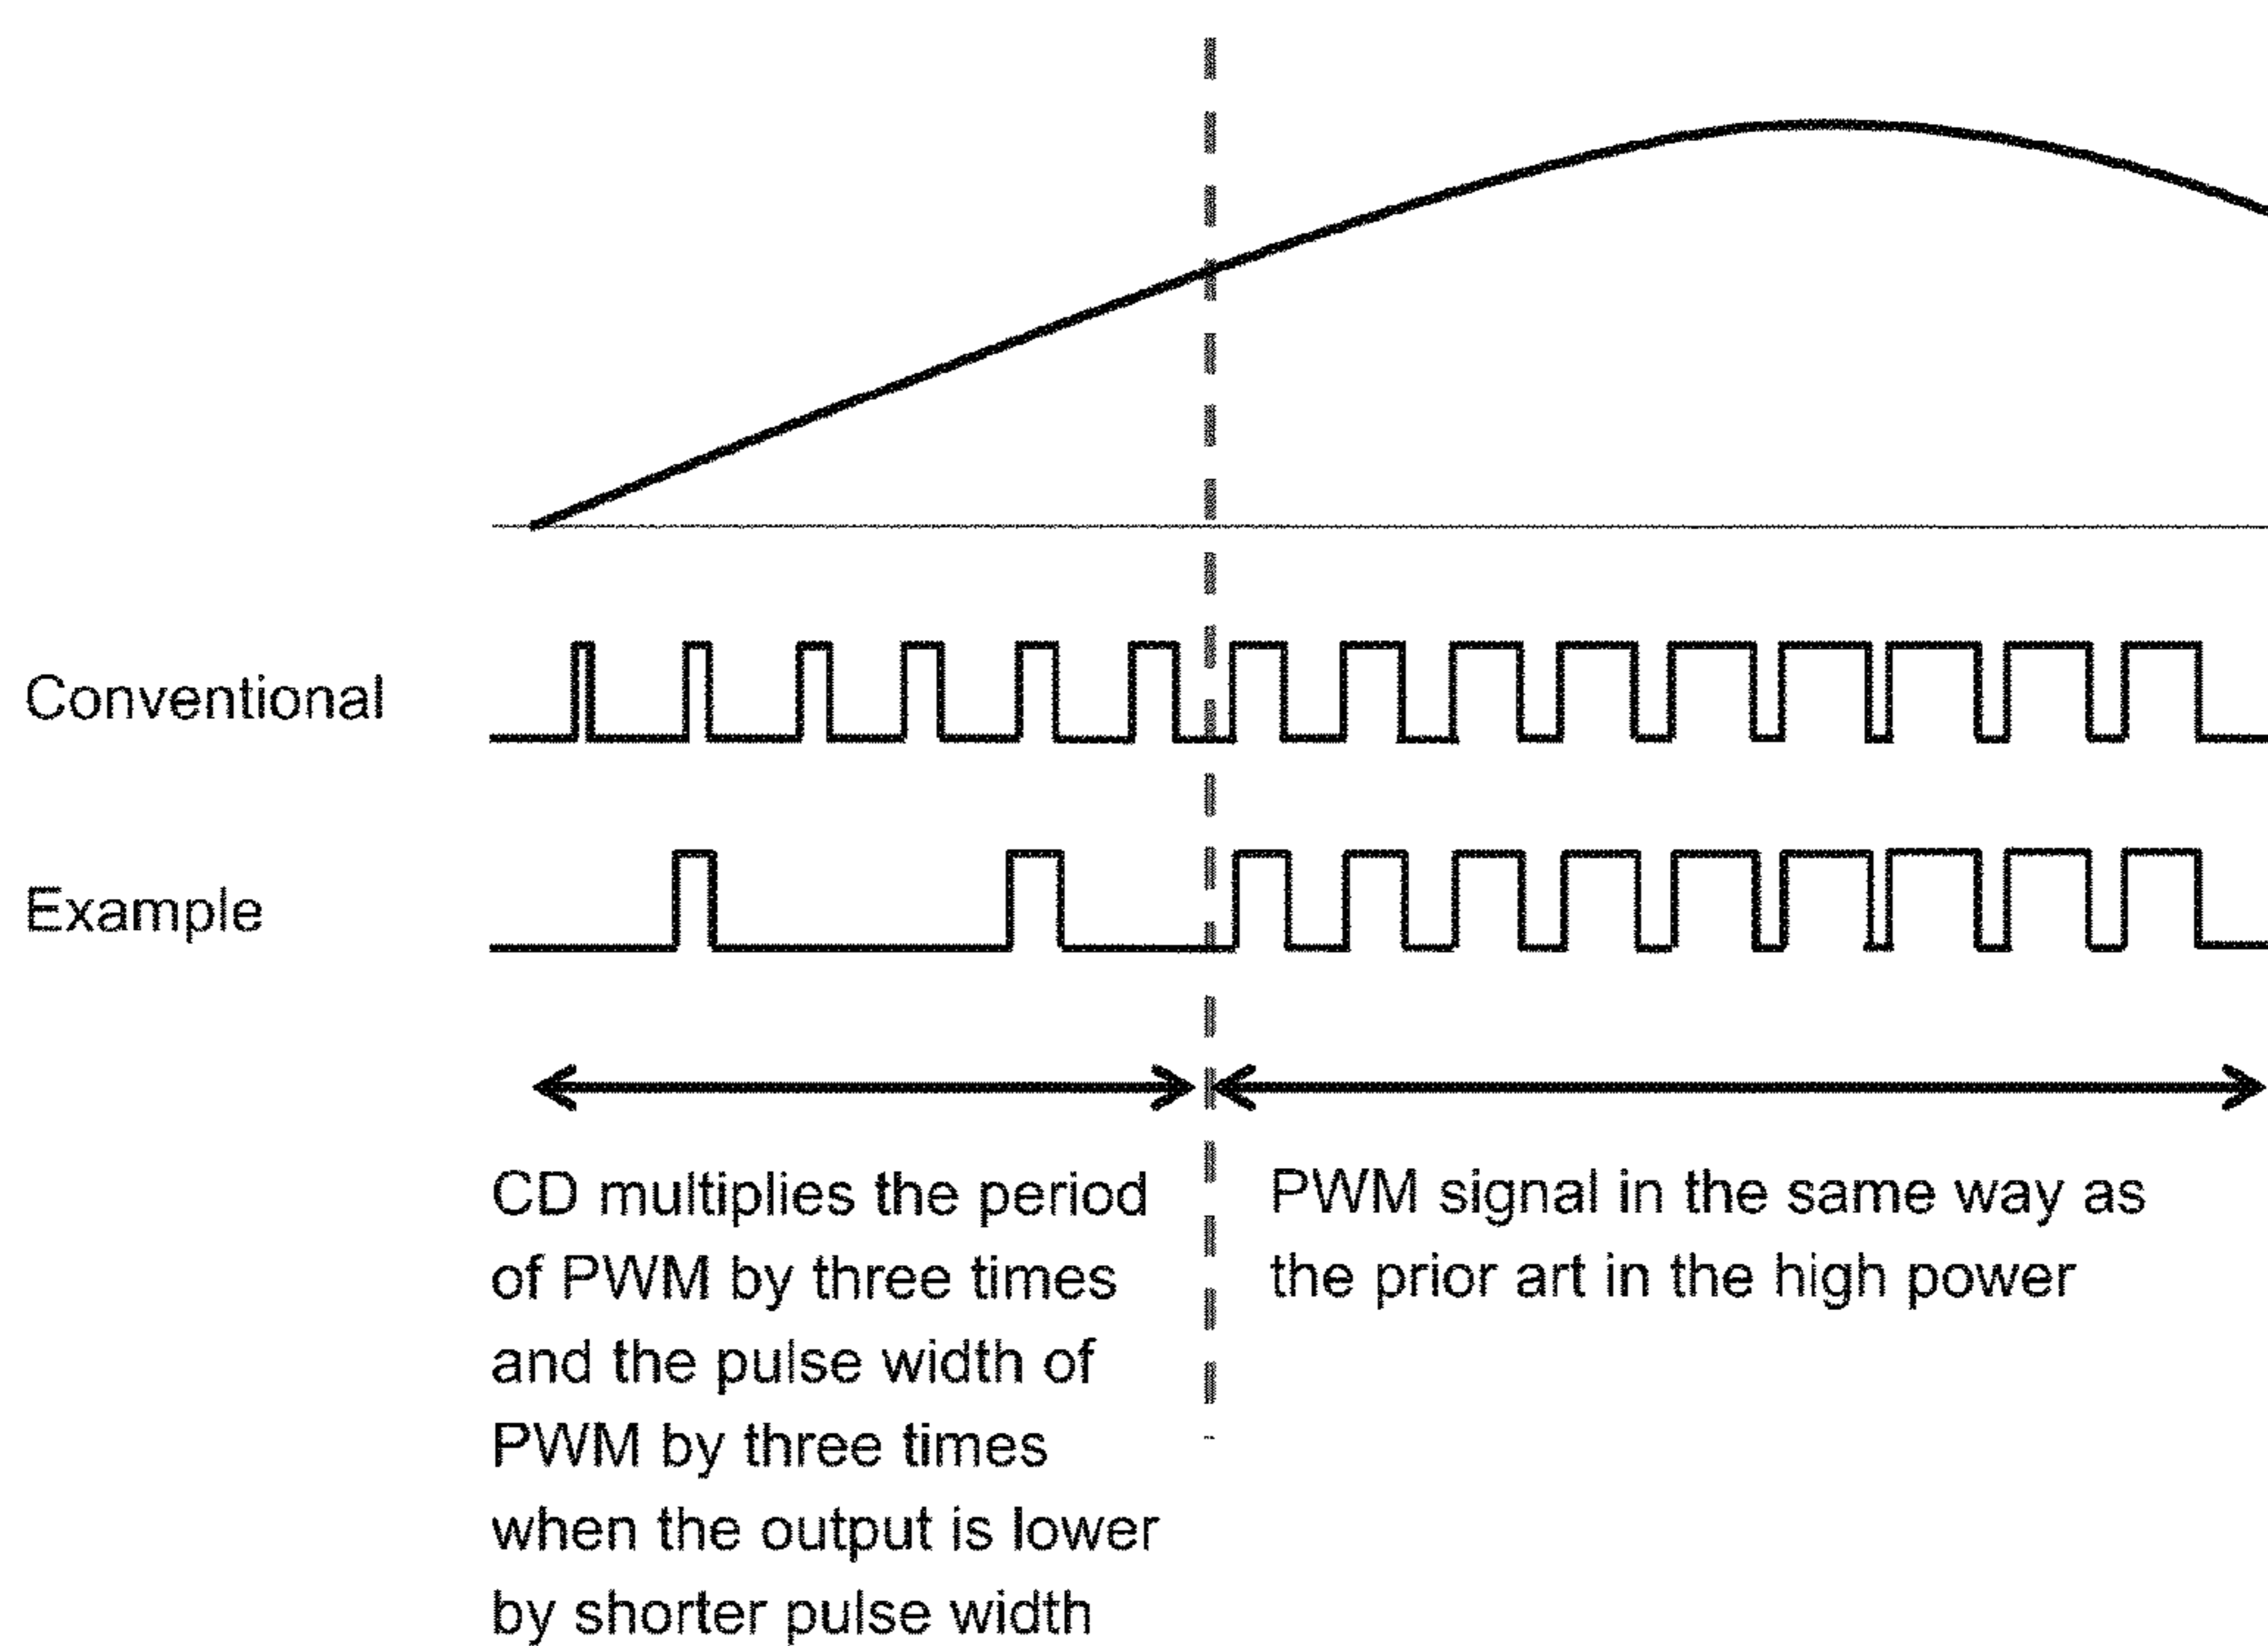 Conventional
Example
CD multiplies the period
of PWM by three times
and the pulse width of
PWM by three times
when the output is lower
by shorter pulse width
PWM signal in the same way as
the prior art in the high power